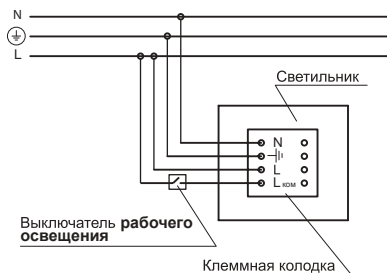 N
L
Светильник
N
L
L ком
Выключатель рабочего
освещения
Клеммная колодка